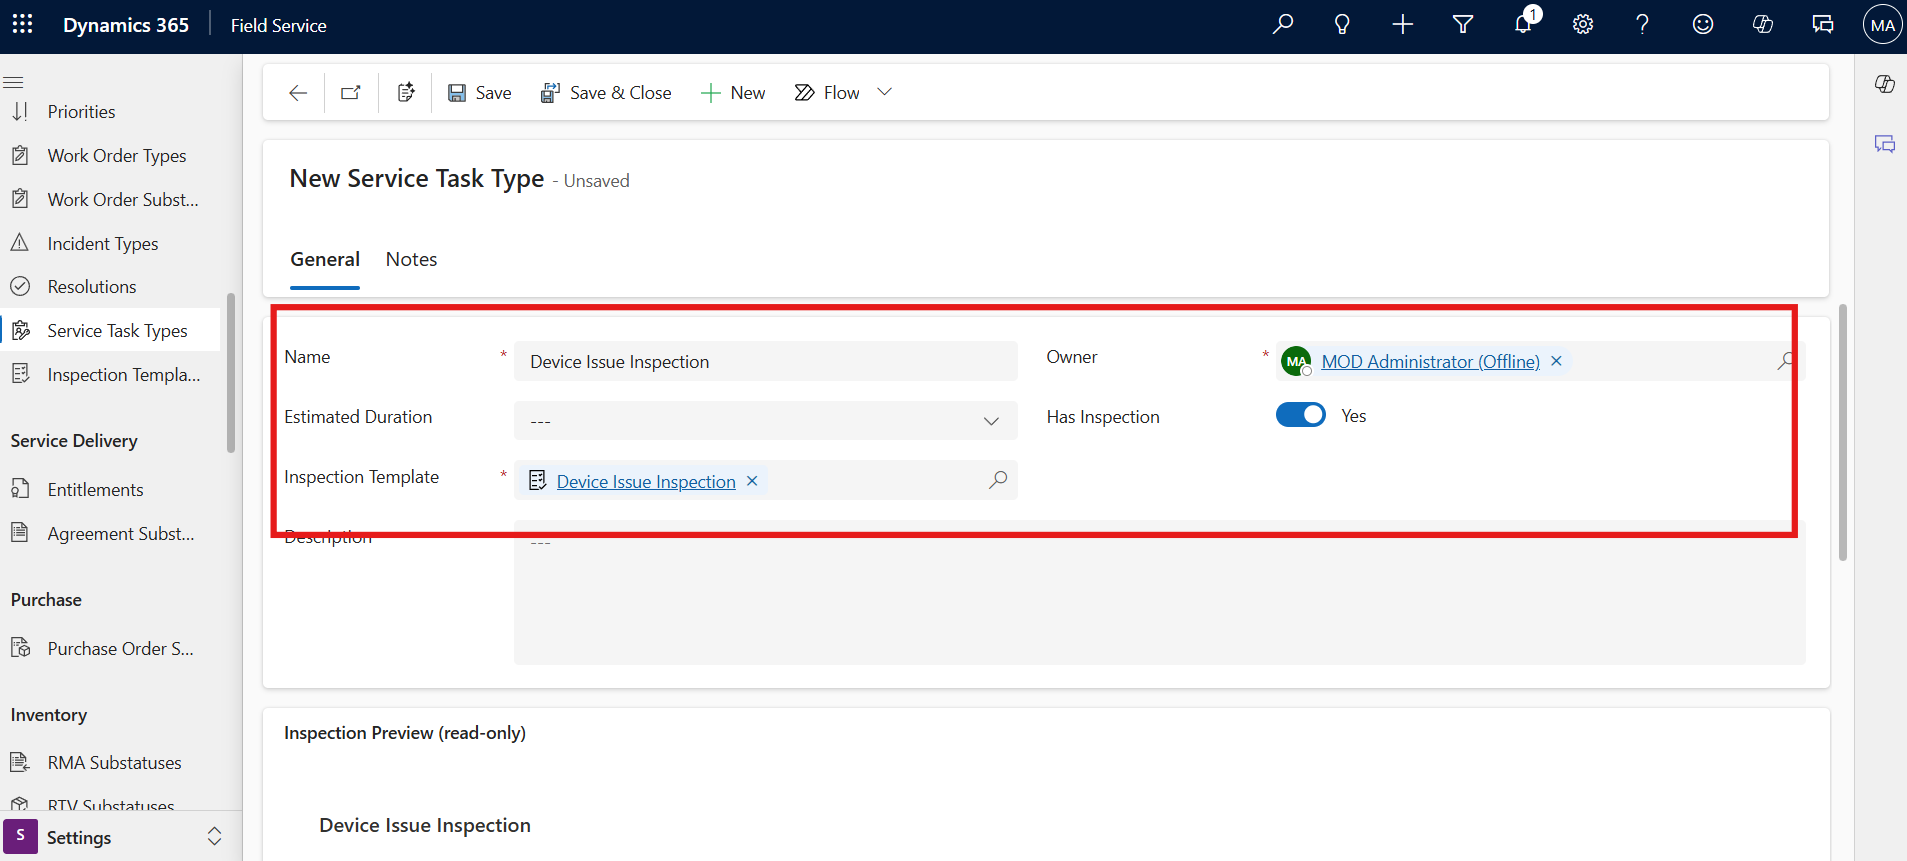 Dynamics 365
Field Service
1
MA
Priorities
Work Order Types
Work Order Subst...
Incident Types
Resolutions
Service Task Types
Inspection Templa...
Service Delivery
Entitlements
Agreement Subst...
Purchase
Purchase Order S...
Inventory
RMA Substatuses
RTV Substatuses
S Settings
Save
Save & Close
New
Flow
New Service Task Type - Unsaved
General
Notes
Name * Device Issue Inspection
Owner * MA MOD Administrator (Offline)
Estimated Duration ---
Has Inspection Yes
Inspection Template * Device Issue Inspection
Description ---
Inspection Preview (read-only)
Device Issue Inspection